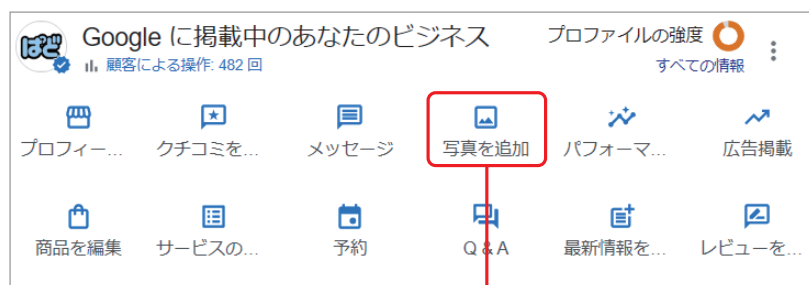 ぱど
Google に掲載中のあなたのビジネス
プロファイルの強度
顧客による操作: 482 回
すべての情報
プロフィー...
クチコミを...
メッセージ
写真を追加
パフォーマ...
広告掲載
商品を編集
サービスの...
予約
Q & A
最新情報を...
レビューを...